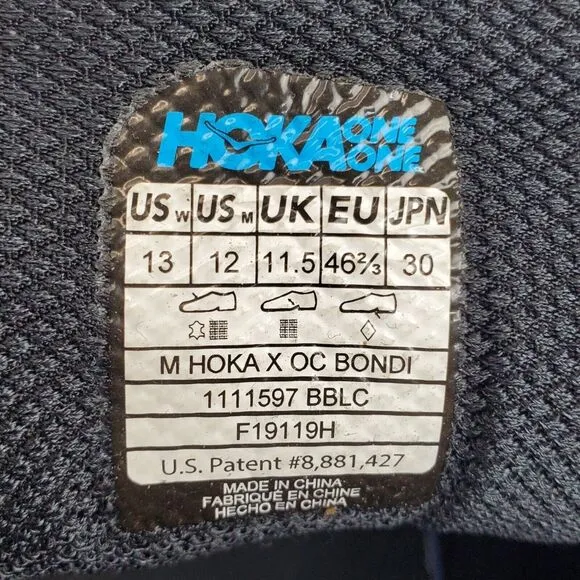 HOKA ONE ONE
US W US M UK EU JPN
13 12 11.5 46⅔ 30
M HOKA X OC BONDI
1111597 BBLC
F19119H
U.S. Patent #8,881,427
MADE IN CHINA
FABRIQUÉ EN CHINE
HECHO EN CHINA